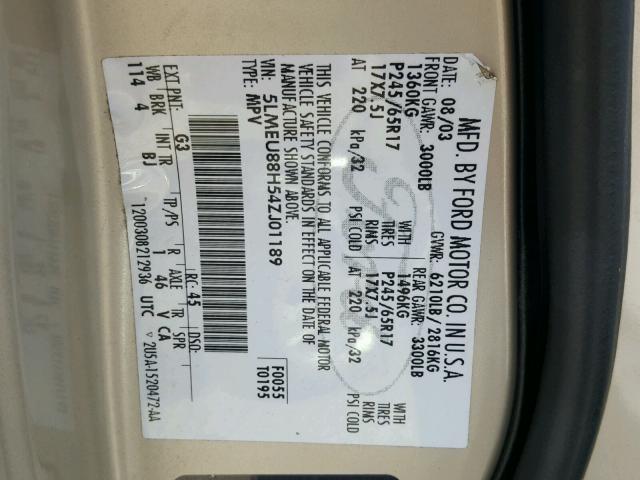 MFD. BY FORD MOTOR CO. IN U.S.A.
DATE: 08/03 GVWR: 6210LB/2816KG
FRONT GAWR: 3000LB REAR GAWR: 3300LB
1360KG WITH 1496KG WITH
P245/65R17 TIRES P245/65R17 TIRES
17X7.5J RIMS 17X7.5J RIMS
AT 220 kPa/32 PSI COLD AT 220 kPa/32 PSI COLD
THIS VEHICLE CONFORMS TO ALL APPLICABLE FEDERAL MOTOR
VEHICLE SAFETY STANDARDS IN EFFECT ON THE DATE OF
MANUFACTURE SHOWN ABOVE.
5LMEU88H54ZJ01189 F0055
TYPE: MPV T0195
EXT PNT: G3 RC: 45 DSO:
WB BRK INT TR TP/PS R AXLE TR SPR
114 4 BJ 1 46 V CA
1200308212936 UTC ▽2U5A-1520472-AA